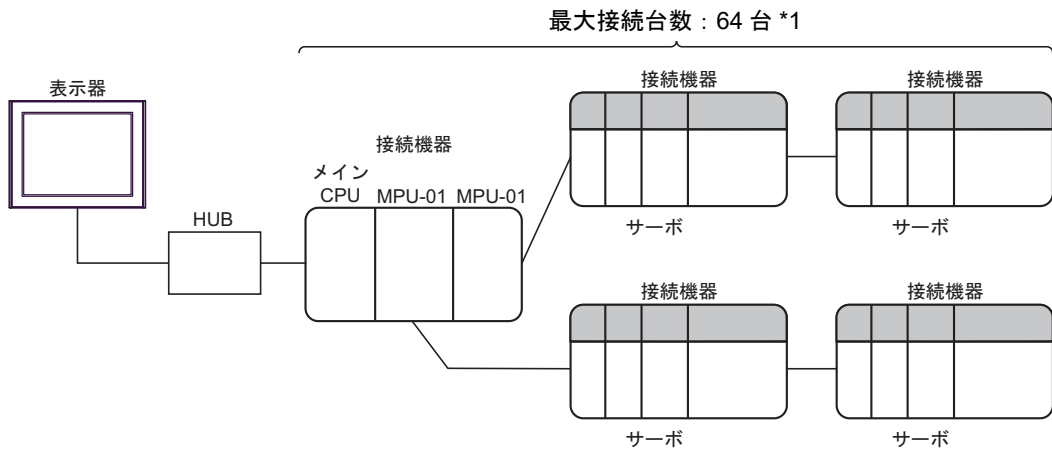 最大接続台数：64 台 *1
表示器
HUB
接続機器
メイン
CPU MPU-01 MPU-01
接続機器
サーボ
接続機器
サーボ
接続機器
サーボ
接続機器
サーボ